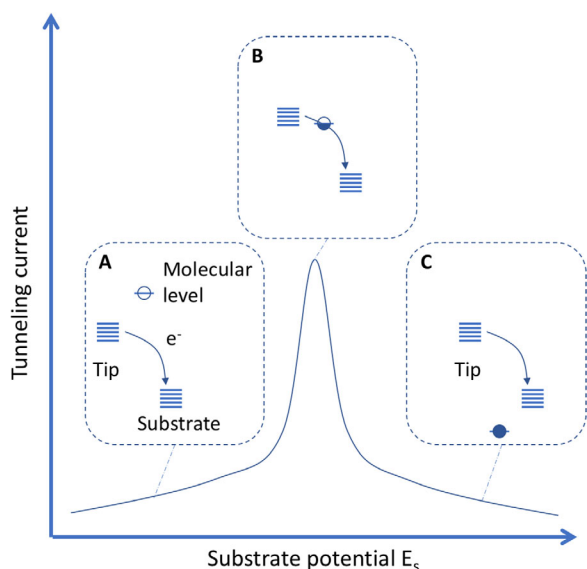 B
A
Molecular
level
e-
Tip
Substrate
C
Tip
Tunneling current
Substrate potential Es